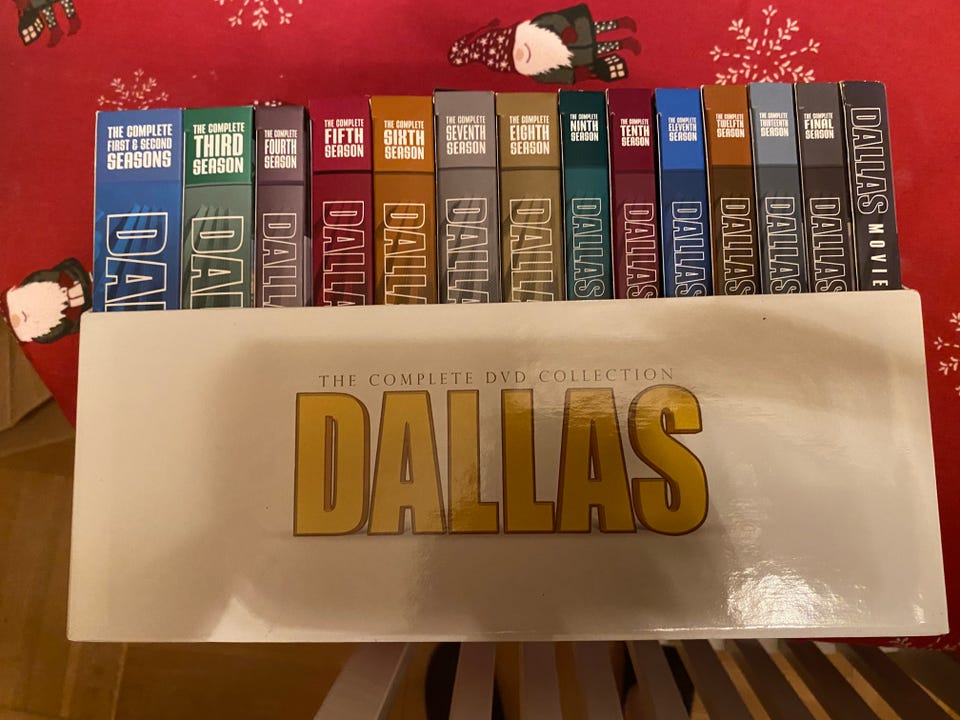 THE COMPLETE
FIRST & SECOND
SEASONS
DAL
THE COMPLETE
THIRD
SEASON
DAL
THE COMPLETE
FOURTH
SEASON
DALL
THE COMPLETE
FIFTH
SEASON
DALLA
THE COMPLETE
SIXTH
SEASON
DALLA
THE COMPLETE
SEVENTH
SEASON
DALLA
THE COMPLETE
EIGHTH
SEASON
DALLA
THE COMPLETE
NINTH
SEASON
DALLAS
THE COMPLETE
TENTH
SEASON
DALLAS
THE COMPLETE
ELEVENTH
SEASON
DALLAS
THE COMPLETE
TWELFTH
SEASON
DALLAS
THE COMPLETE
THIRTEENTH
SEASON
DALLAS
THE COMPLETE
FINAL
SEASON
DALLAS
DALLAS MOVIE
THE COMPLETE DVD COLLECTION
DALLAS